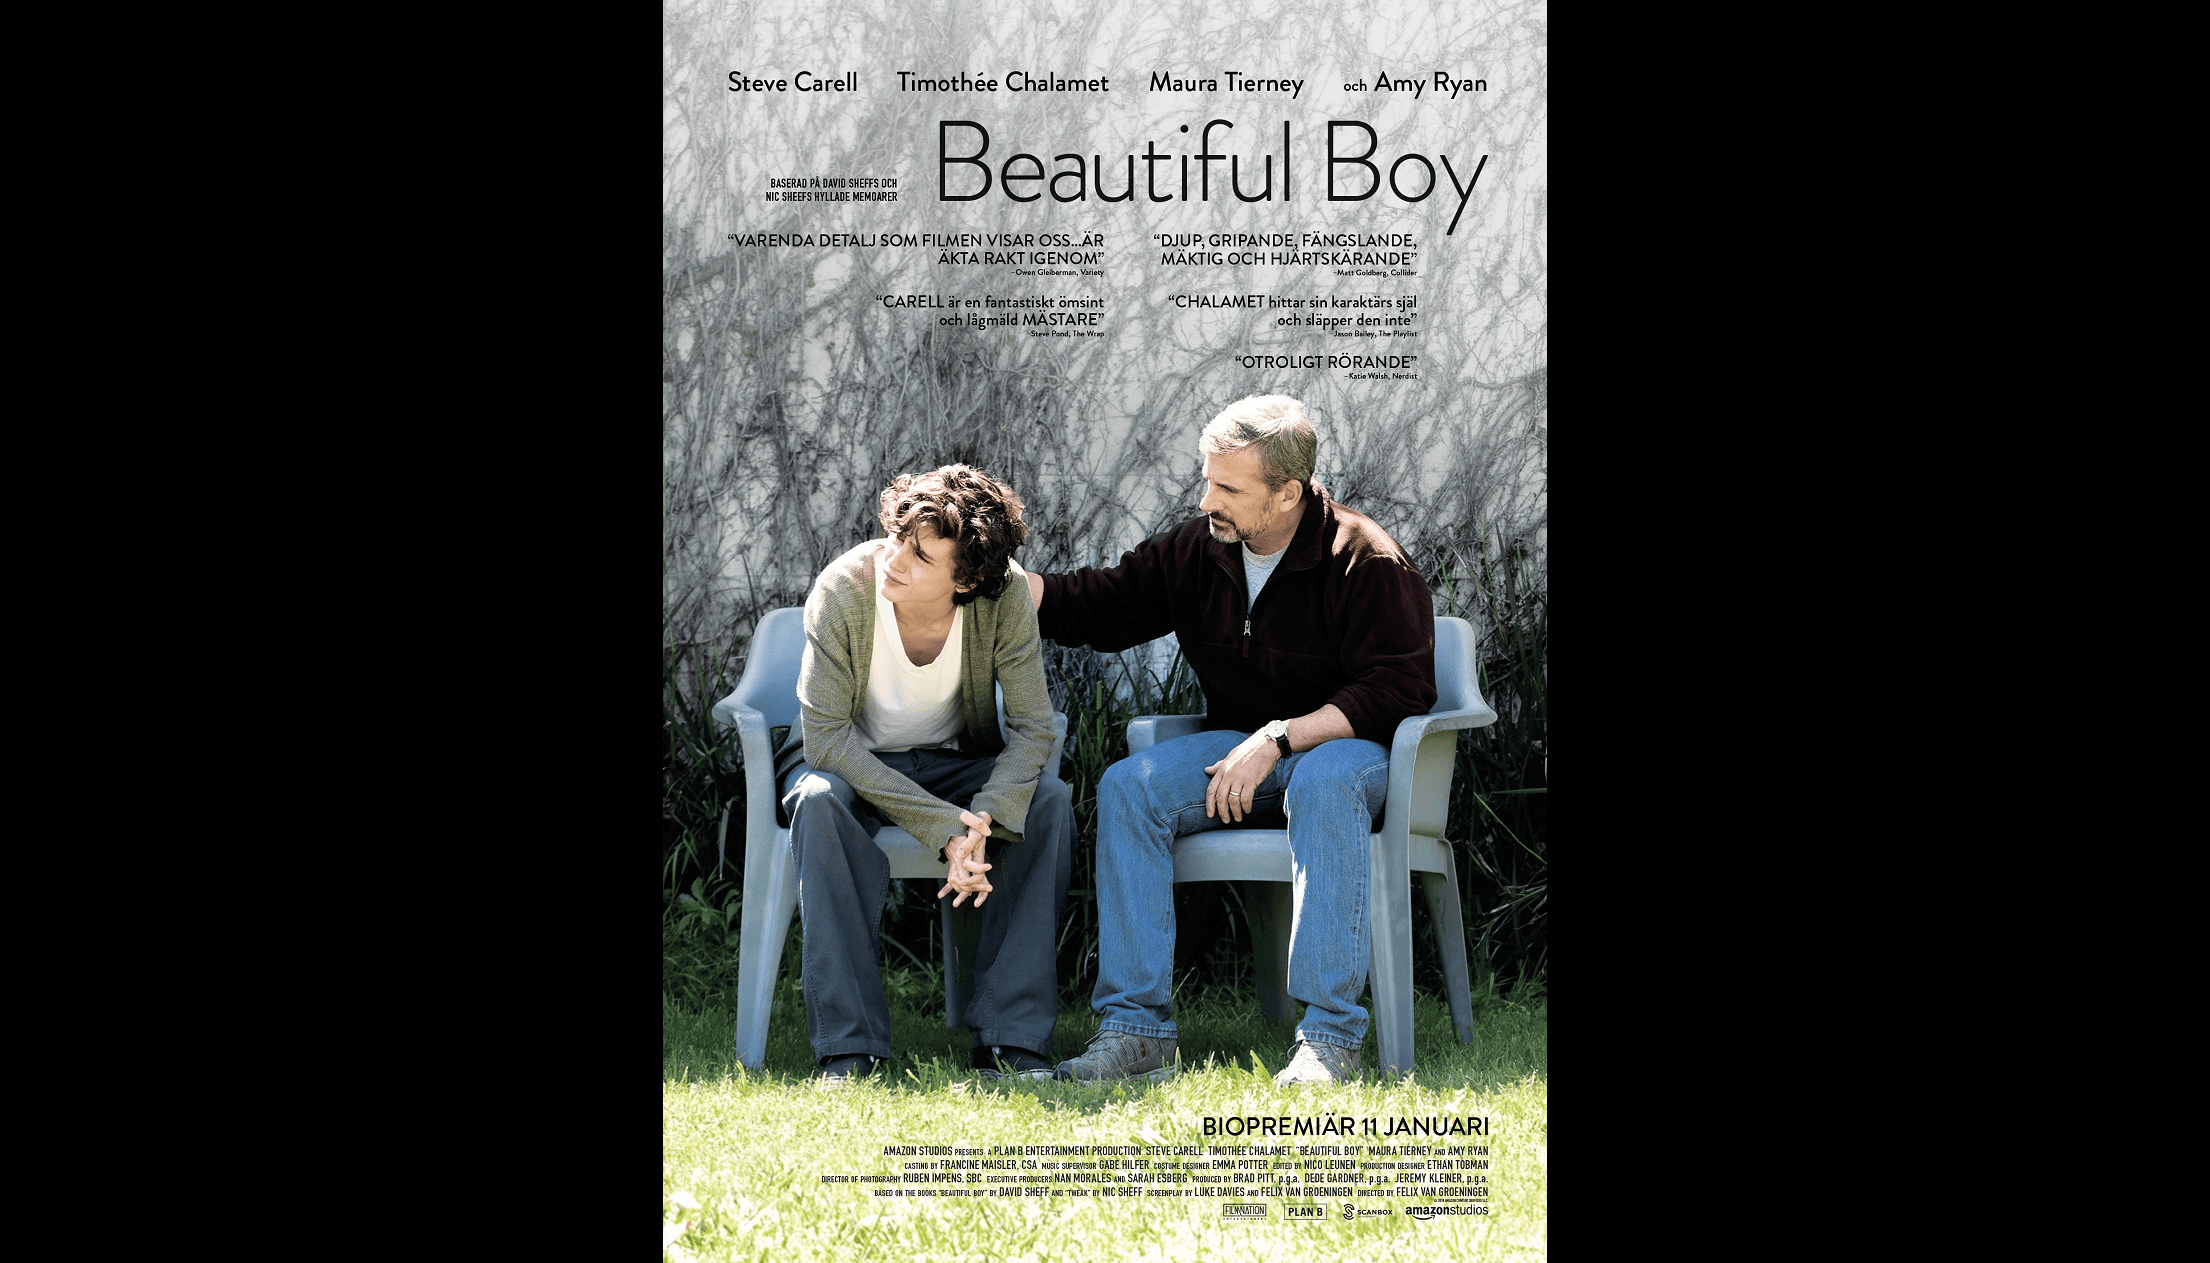 Steve Carell Timothée Chalamet Maura Tierney och Amy Ryan
Beautiful Boy
BASERAD PÅ DAVID SHEFFS OCH
NIC SHEEFS HYLLADE MEMOARER
“VARENDA DETALJ SOM FILMEN VISAR OSS...ÄR
ÄKTA RAKT IGENOM”
–Owen Gleiberman, Variety
“DJUP, GRIPANDE, FÄNGSLANDE,
MÄKTIG OCH HJÄRTSKÄRANDE”
–Matt Goldberg, Collider
“CARELL är en fantastiskt ömsint
och lågmäld MÄSTARE”
–Steve Pond, The Wrap
“CHALAMET hittar sin karaktärs själ
och släpper den inte”
–Jason Bailey, The Playlist
“OTROLIGT RÖRANDE”
–Katie Walsh, Nerdist
BIOPREMIÄR 11 JANUARI
AMAZON STUDIOS PRESENTS A PLAN B ENTERTAINMENT PRODUCTION STEVE CARELL TIMOTHÉE CHALAMET “BEAUTIFUL BOY” MAURA TIERNEY AND AMY RYAN
CASTING BY FRANCINE MAISLER, CSA MUSIC SUPERVISOR GABE HILFER COSTUME DESIGNER EMMA POTTER EDITED BY NICO LEUNEN PRODUCTION DESIGNER ETHAN TOBMAN
DIRECTOR OF PHOTOGRAPHY RUBEN IMPENS, SBC EXECUTIVE PRODUCERS NAN MORALES AND SARAH ESBERG PRODUCED BY BRAD PITT, p.g.a. DEDE GARDNER, p.g.a. JEREMY KLEINER, p.g.a.
BASED ON THE BOOKS “BEAUTIFUL BOY” BY DAVID SHEFF AND “TWEAK” BY NIC SHEFF SCREENPLAY BY LUKE DAVIES AND FELIX VAN GROENINGEN DIRECTED BY FELIX VAN GROENINGEN
FILMNATION ENTERTAINMENT PLAN B SCANBOX amazonstudios